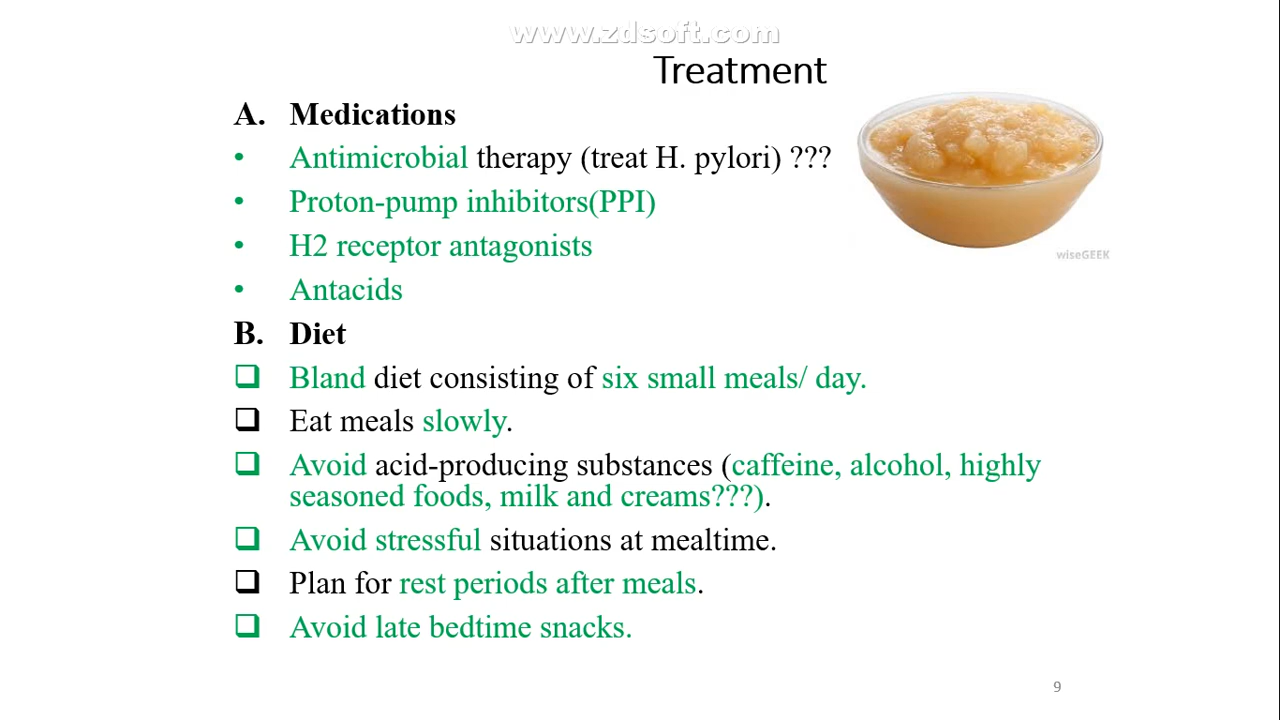 www.zdsoft.com
Treatment
A. Medications
• Antimicrobial therapy (treat H. pylori) ???
• Proton-pump inhibitors(PPI)
• H2 receptor antagonists
• Antacids
wiseGEEK
B. Diet
❑ Bland diet consisting of six small meals/ day.
❑ Eat meals slowly.
❑ Avoid acid-producing substances (caffeine, alcohol, highly
seasoned foods, milk and creams???).
❑ Avoid stressful situations at mealtime.
❑ Plan for rest periods after meals.
❑ Avoid late bedtime snacks.
9